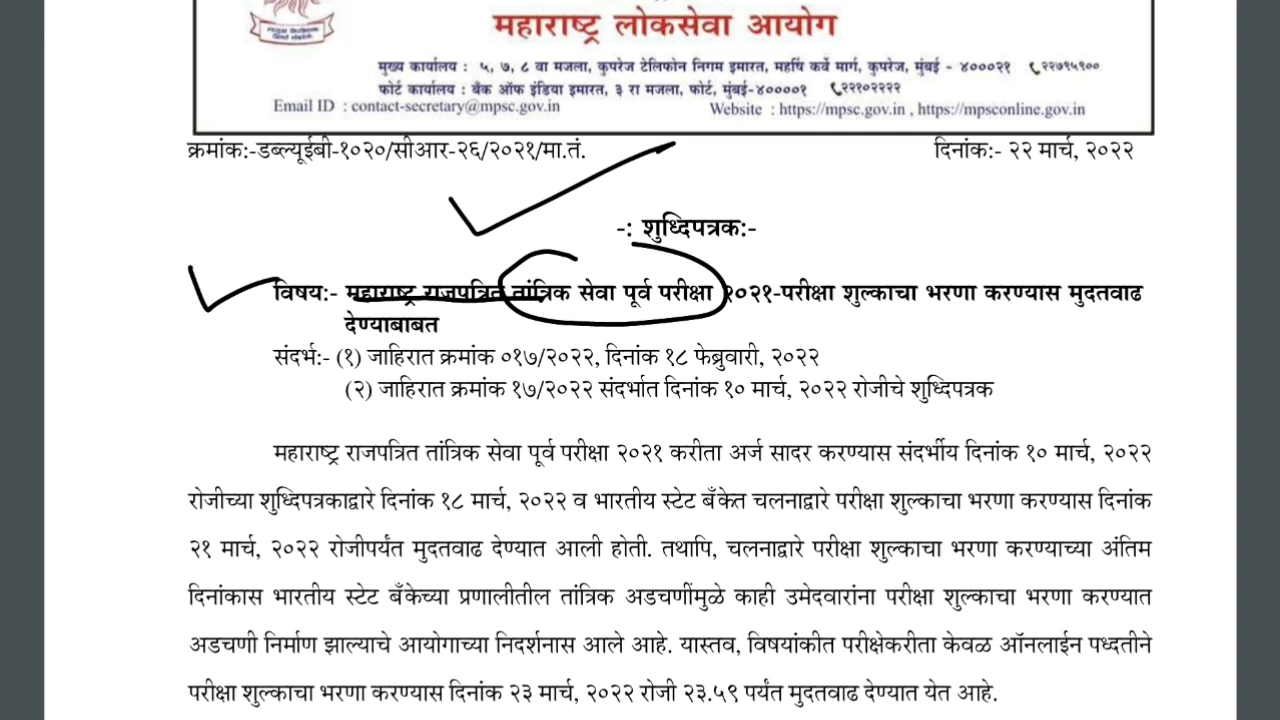 महाराष्ट्र लोकसेवा आयोग
मुख्य कार्यालय : ५, ७, ८ वा मजला, कुपरेज टेलिफोन निगम इमारत, महर्षि कर्वे मार्ग, कुपरेज, मुंबई - ४०००२१ २२७९५९००
फोर्ट कार्यालय : बँक ऑफ इंडिया इमारत, ३ रा मजला, फोर्ट, मुंबई-४००००१ २२१०२२२२
Email ID : contact-secretary@mpsc.gov.in Website : https://mpsc.gov.in , https://mpsconline.gov.in
क्रमांक:-डब्ल्यूईबी-१०२०/सीआर-२६/२०२१/मा.तं. दिनांक:- २२ मार्च, २०२२
-: शुध्दिपत्रक:-
विषय:- महाराष्ट्र राजपत्रित तांत्रिक सेवा पूर्व परीक्षा २०२१-परीक्षा शुल्काचा भरणा करण्यास मुदतवाढ
देण्याबाबत
संदर्भ:- (१) जाहिरात क्रमांक ०१७/२०२२, दिनांक १८ फेब्रुवारी, २०२२
(२) जाहिरात क्रमांक १७/२०२२ संदर्भात दिनांक १० मार्च, २०२२ रोजीचे शुध्दिपत्रक
महाराष्ट्र राजपत्रित तांत्रिक सेवा पूर्व परीक्षा २०२१ करीता अर्ज सादर करण्यास संदर्भीय दिनांक १० मार्च, २०२२
रोजीच्या शुध्दिपत्रकाद्वारे दिनांक १८ मार्च, २०२२ व भारतीय स्टेट बँकेत चलनाद्वारे परीक्षा शुल्काचा भरणा करण्यास दिनांक
२१ मार्च, २०२२ रोजीपर्यंत मुदतवाढ देण्यात आली होती. तथापि, चलनाद्वारे परीक्षा शुल्काचा भरणा करण्याच्या अंतिम
दिनांकास भारतीय स्टेट बँकेच्या प्रणालीतील तांत्रिक अडचणींमुळे काही उमेदवारांना परीक्षा शुल्काचा भरणा करण्यात
अडचणी निर्माण झाल्याचे आयोगाच्या निदर्शनास आले आहे. यास्तव, विषयांकीत परीक्षेकरीता केवळ ऑनलाईन पध्दतीने
परीक्षा शुल्काचा भरणा करण्यास दिनांक २३ मार्च, २०२२ रोजी २३.५९ पर्यंत मुदतवाढ देण्यात येत आहे.